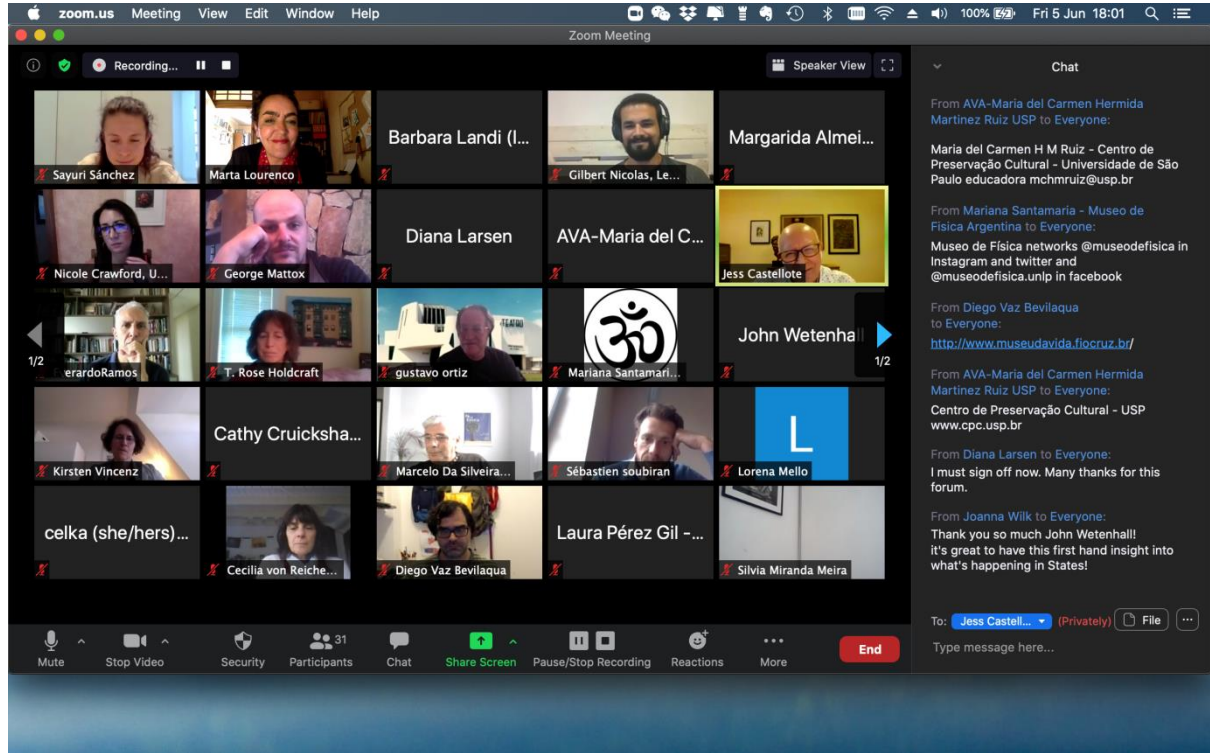 zoom.us Meeting View Edit Window Help 100% Fri 5 Jun 18:01
Zoom Meeting
Recording...
Speaker View
Sayuri Sánchez
Marta Lourenco
Barbara Landi (I...
Gilbert Nicolas, Le...
Margarida Almei...
Nicole Crawford, U...
George Mattox
Diana Larsen
AVA-Maria del C...
Jess Castellote
1/2
verardoRamos
T. Rose Holdcraft
TEATRO
gustavo ortiz
Mariana Santamari...
John Wetenhal
1/2
Kirsten Vincenz
Cathy Cruicksha...
Marcelo Da Silveira...
Sébastien soubiran
L
Lorena Mello
celka (she/hers)...
Cecilia von Reiche...
Diego Vaz Bevilaqua
Laura Pérez Gil -...
Silvia Miranda Meira
Mute
Stop Video
Security
Participants
31
Chat
Share Screen
Pause/Stop Recording
Reactions
More
End
Chat
From AVA-Maria del Carmen Hermida
Martinez Ruiz USP to Everyone:
Maria del Carmen H M Ruiz - Centro de
Preservação Cultural - Universidade de São
Paulo educadora mchmruiz@usp.br
From Mariana Santamaria - Museo de
Fisica Argentina to Everyone:
Museo de Física networks @museodefisica in
Instagram and twitter and
@museodefisica.unlp in facebook
From Diego Vaz Bevilaqua
to Everyone:
http://www.museudavida.fiocruz.br/
From AVA-Maria del Carmen Hermida
Martinez Ruiz USP to Everyone:
Centro de Preservação Cultural - USP
www.cpc.usp.br
From Diana Larsen to Everyone:
I must sign off now. Many thanks for this
forum.
From Joanna Wilk to Everyone:
Thank you so much John Wetenhall!
it's great to have this first hand insight into
what's happening in States!
To: Jess Castell... (Privately) File
Type message here...